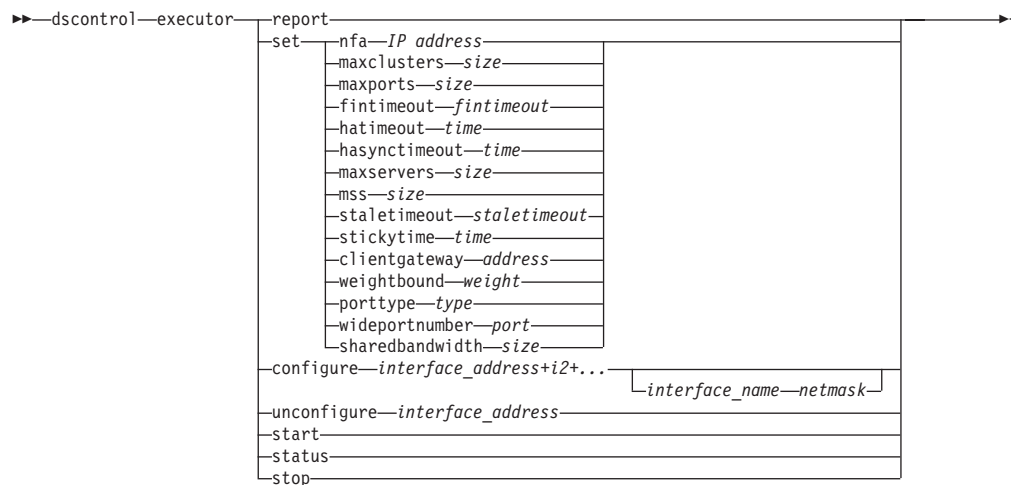 dscontrol executor report
set nfa IP address
maxclusters size
maxports size
fintimeout fintimeout
hatimeout time
hasynctimeout time
maxservers size
mss size
staletimeout staletimeout
stickytime time
clientgateway address
weightbound weight
porttype type
wideportnumber port
sharedbandwidth size
configure interface_address+i2+...
interface_name netmask
unconfigure interface_address
start
status
stop